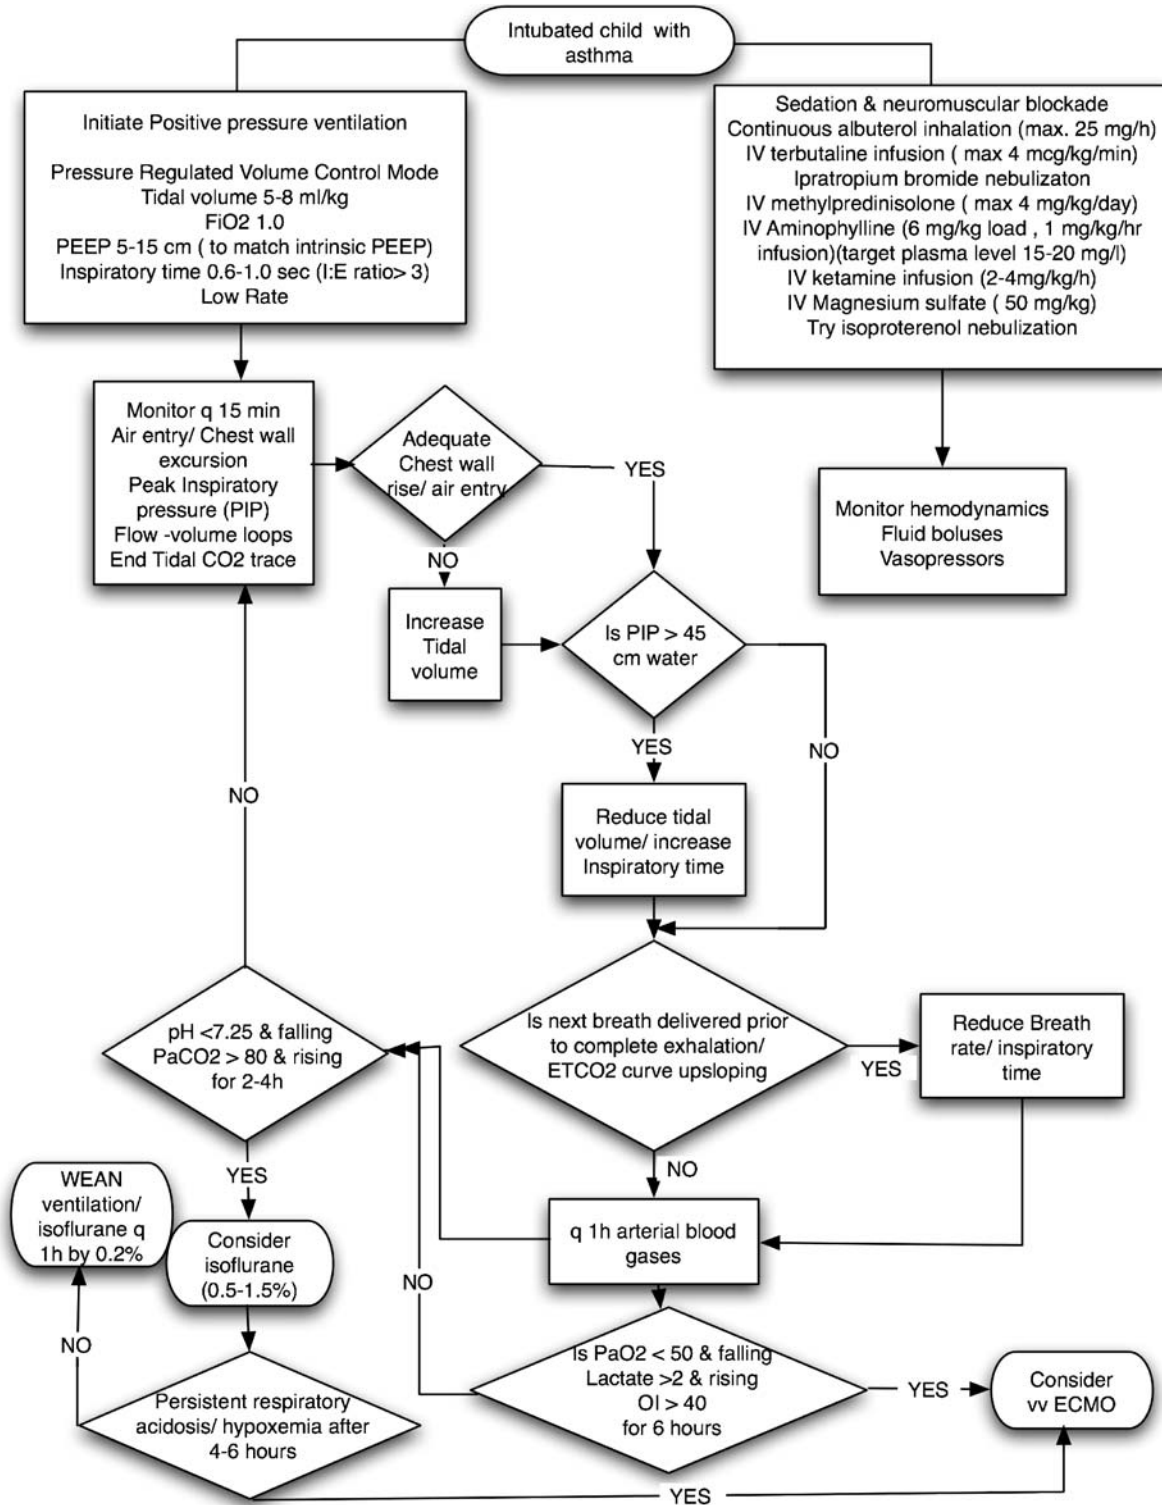 Intubated child with
asthma
Initiate Positive pressure ventilation
Pressure Regulated Volume Control Mode
Tidal volume 5-8 ml/kg
FiO2 1.0
PEEP 5-15 cm ( to match intrinsic PEEP)
Inspiratory time 0.6-1.0 sec (I:E ratio> 3)
Low Rate
Sedation & neuromuscular blockade
Continuous albuterol inhalation (max. 25 mg/h)
IV terbutaline infusion ( max 4 mcg/kg/min)
Ipratropium bromide nebulizaton
IV methylpredinisolone ( max 4 mg/kg/day)
IV Aminophylline (6 mg/kg load , 1 mg/kg/hr
infusion)(target plasma level 15-20 mg/l)
IV ketamine infusion (2-4mg/kg/h)
IV Magnesium sulfate ( 50 mg/kg)
Try isoproterenol nebulization
Monitor q 15 min
Air entry/ Chest wall
excursion
Peak Inspiratory
pressure (PIP)
Flow -volume loops
End Tidal CO2 trace
Adequate
Chest wall
rise/ air entry
YES
NO
Increase
Tidal
volume
Monitor hemodynamics
Fluid boluses
Vasopressors
Is PIP > 45
cm water
YES
NO
Reduce tidal
volume/ increase
Inspiratory time
NO
Is next breath delivered prior
to complete exhalation/
ETCO2 curve upsloping
YES
Reduce Breath
rate/ inspiratory
time
NO
pH <7.25 & falling
PaCO2 > 80 & rising
for 2-4h
YES
q 1h arterial blood
gases
WEAN
ventilation/
isoflurane q
1h by 0.2%
Consider
isoflurane
(0.5-1.5%)
NO
NO
Is PaO2 < 50 & falling
Lactate >2 & rising
OI > 40
for 6 hours
YES
Consider
vv ECMO
Persistent respiratory
acidosis/ hypoxemia after
4-6 hours
YES